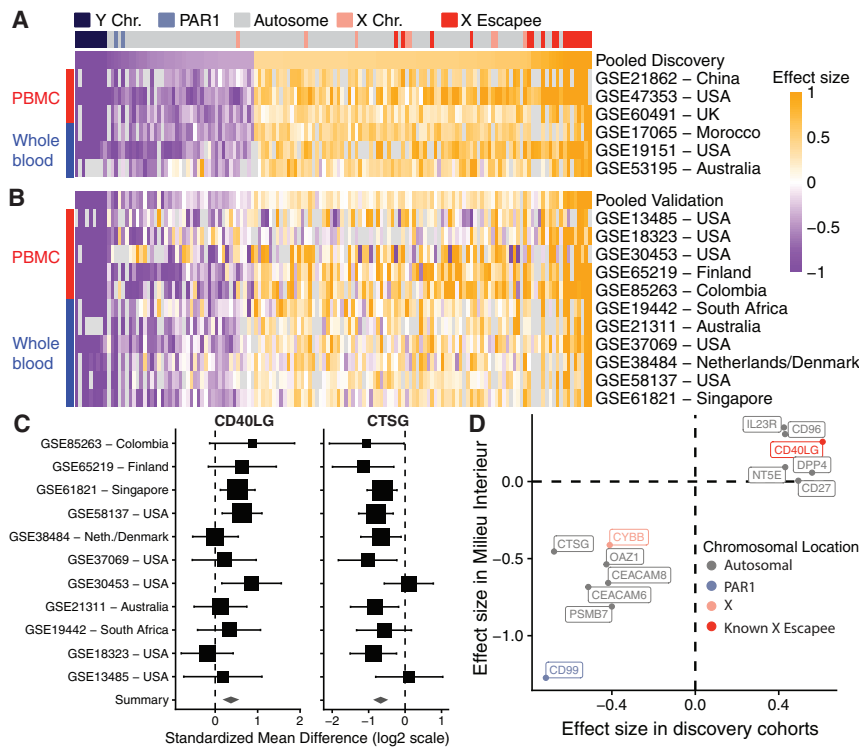 A
Y Chr. PAR1 Autosome X Chr. X Escapee
Pooled Discovery
GSE21862 – China
GSE47353 – USA
GSE60491 – UK
GSE17065 – Morocco
GSE19151 – USA
GSE53195 – Australia
PBMC
Whole
blood
Effect size
1
0.5
0
−0.5
−1
B
Pooled Validation
GSE13485 – USA
GSE18323 – USA
GSE30453 – USA
GSE65219 – Finland
GSE85263 – Colombia
GSE19442 – South Africa
GSE21311 – Australia
GSE37069 – USA
GSE38484 – Netherlands/Denmark
GSE58137 – USA
GSE61821 – Singapore
PBMC
Whole
blood
C
CD40LG CTSG
GSE85263 – Colombia
GSE65219 – Finland
GSE61821 – Singapore
GSE58137 – USA
GSE38484 – Neth./Denmark
GSE37069 – USA
GSE30453 – USA
GSE21311 – Australia
GSE19442 – South Africa
GSE18323 – USA
GSE13485 – USA
Summary
0 1 2 −2 −1 0 1
Standardized Mean Difference (log2 scale)
D
Effect size in Milieu Interieur
0.0
−0.5
−1.0
IL23R
CD96
CD40LG
DPP4
NT5E
CD27
CTSG
CYBB
OAZ1
CEACAM8
CEACAM6
PSMB7
CD99
Chromosomal Location
Autosomal
PAR1
X
Known X Escapee
−0.4 0.0 0.4
Effect size in discovery cohorts